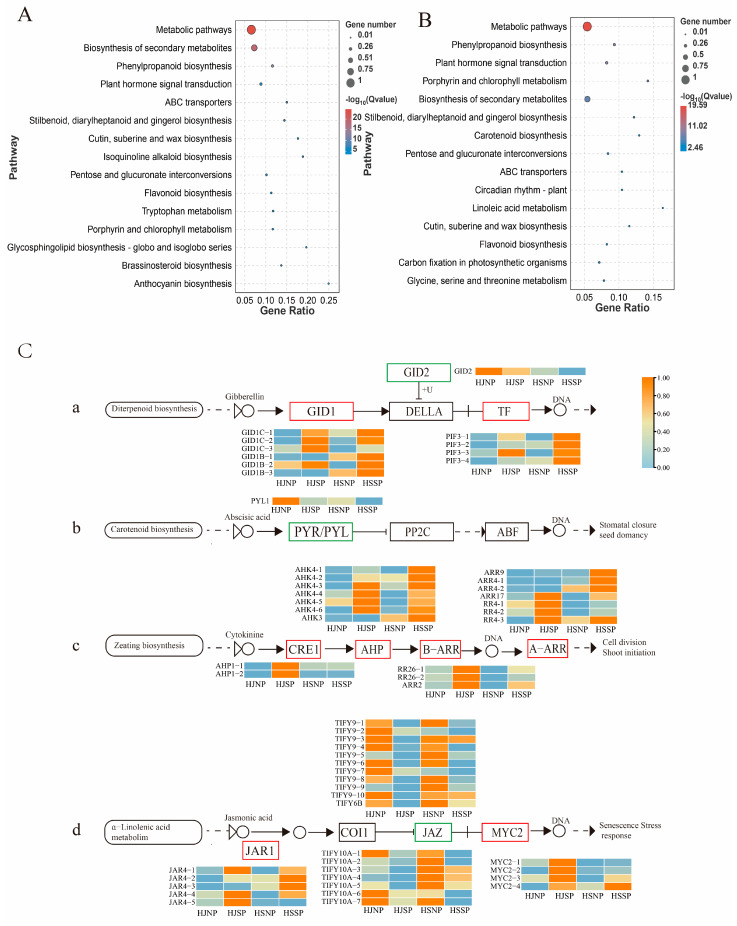 A
Metabolic pathways
Biosynthesis of secondary metabolites
Phenylpropanoid biosynthesis
Plant hormone signal transduction
ABC transporters
Stilbenoid, diarylheptanoid and gingerol biosynthesis
Cutin, suberine and wax biosynthesis
Isoquinoline alkaloid biosynthesis
Pentose and glucuronate interconversions
Flavonoid biosynthesis
Tryptophan metabolism
Porphyrin and chlorophyll metabolism
Glycosphingolipid biosynthesis - globo and isoglobo series
Brassinosteroid biosynthesis
Anthocyanin biosynthesis
Pathway
0.05 0.10 0.15 0.20 0.25
Gene Ratio
Gene number
0.01
0.26
0.51
0.75
1
-log10(Qvalue)
20
15
10
5
B
Metabolic pathways
Phenylpropanoid biosynthesis
Plant hormone signal transduction
Porphyrin and chlorophyll metabolism
Biosynthesis of secondary metabolites
Stilbenoid, diarylheptanoid and gingerol biosynthesis
Carotenoid biosynthesis
Pentose and glucuronate interconversions
ABC transporters
Circadian rhythm - plant
Linoleic acid metabolism
Cutin, suberine and wax biosynthesis
Flavonoid biosynthesis
Carbon fixation in photosynthetic organisms
Glycine, serine and threonine metabolism
Pathway
0.05 0.10 0.15
Gene Ratio
Gene number
0.01
0.26
0.5
0.75
1
-log10(Qvalue)
19.59
11.02
2.46
C
GID2
GID2
HJNP HJSP HSNP HSSP
+U
1.00
0.80
0.60
0.40
0.20
0.00
a
Diterpenoid biosynthesis
Gibberellin
GID1
DELLA
TF
DNA
GID1C-1
GID1C-2
GID1C-3
GID1B-1
GID1B-2
GID1B-3
HJNP HJSP HSNP HSSP
PIF3-1
PIF3-2
PIF3-3
PIF3-4
HJNP HJSP HSNP HSSP
PYL1
HJNP HJSP HSNP HSSP
b
Carotenoid biosynthesis
Abscisic acid
PYR/PYL
PP2C
ABF
DNA
Stomatal closure
seed domancy
AHK4-1
AHK4-2
AHK4-3
AHK4-4
AHK4-5
AHK4-6
AHK3
HJNP HJSP HSNP HSSP
ARR9
ARR4-1
ARR4-2
ARR17
RR4-1
RR4-2
RR4-3
HJNP HJSP HSNP HSSP
c
Zeating biosynthesis
Cytokinine
CRE1
AHP
B-ARR
DNA
A-ARR
Cell division
Shoot initiation
AHP1-1
AHP1-2
HJNP HJSP HSNP HSSP
RR26-1
RR26-2
ARR2
HJNP HJSP HSNP HSSP
TIFY9-1
TIFY9-2
TIFY9-3
TIFY9-4
TIFY9-5
TIFY9-6
TIFY9-7
TIFY9-8
TIFY9-9
TIFY9-10
TIFY6B
HJNP HJSP HSNP HSSP
d
α-Linolenic acid
metabolim
Jasmonic acid
JAR1
COI1
JAZ
MYC2
DNA
Senescence Stress
response
JAR4-1
JAR4-2
JAR4-3
JAR4-4
JAR4-5
HJNP HJSP HSNP HSSP
TIFY10A-1
TIFY10A-2
TIFY10A-3
TIFY10A-4
TIFY10A-5
TIFY10A-6
TIFY10A-7
HJNP HJSP HSNP HSSP
MYC2-1
MYC2-2
MYC2-3
MYC2-4
HJNP HJSP HSNP HSSP